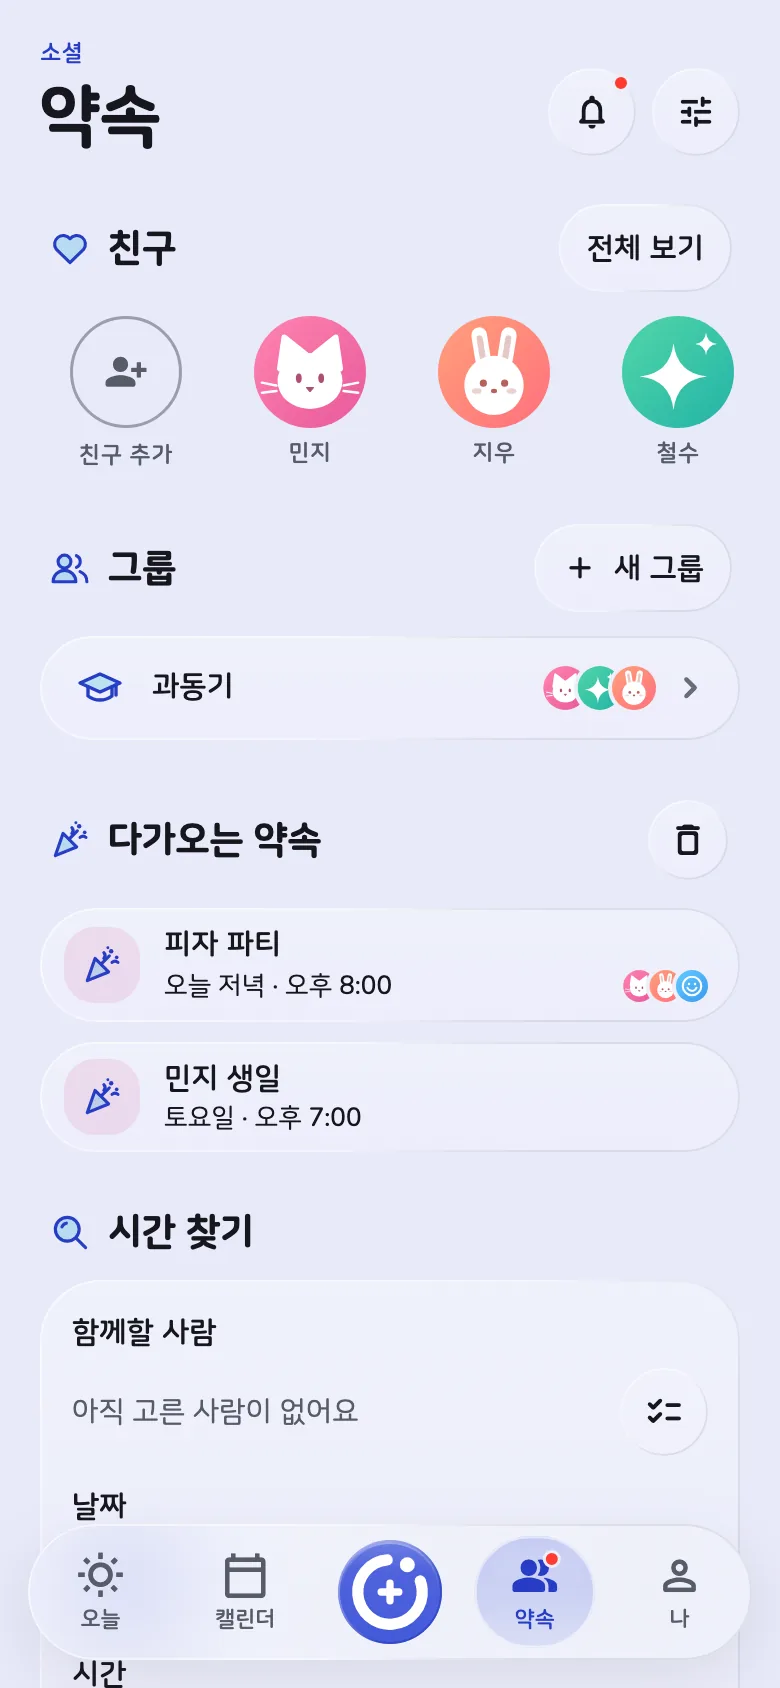 소셜
약속
친구
전체 보기
친구 추가
민지
지우
철수
그룹
새 그룹
과동기
다가오는 약속
피자 파티
오늘 저녁 · 오후 8:00
민지 생일
토요일 · 오후 7:00
시간 찾기
함께할 사람
아직 고른 사람이 없어요
날짜
오늘
캘린더
약속
나
시간